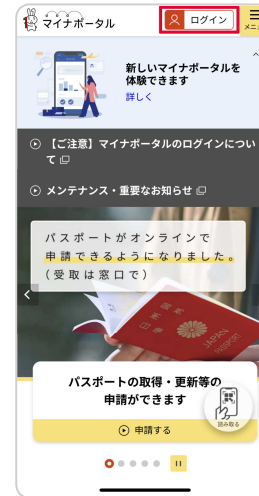 マイナポータル
ログイン
メニ
新しいマイナポータルを
体験できます
詳しく
【ご注意】マイナポータルのログインについ
て
メンテナンス・重要なお知らせ
パスポートがオンラインで
申請できるようになりました。
(受取は窓口で)
日本国
JAPAN
PASSPORT
パスポートの取得・更新等の
申請ができます
申請する
読み取る